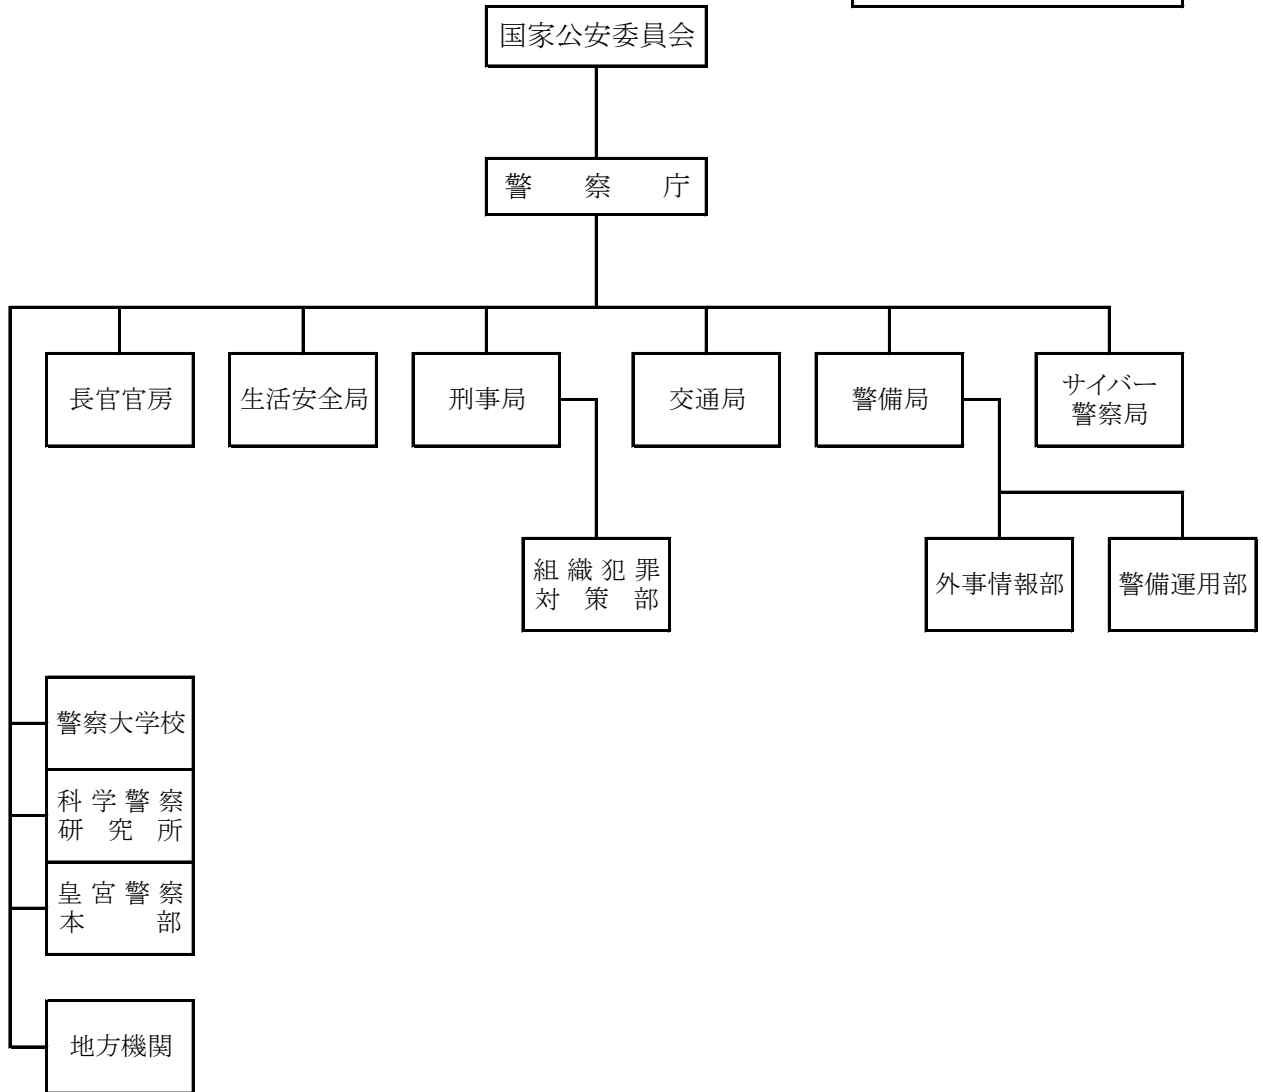 国家公安委員会
警察庁
長官官房
生活安全局
刑事局
交通局
警備局
サイバー
警察局
組織犯罪
対策部
外事情報部
警備運用部
警察大学校
科学警察
研究所
皇宮警察
本部
地方機関